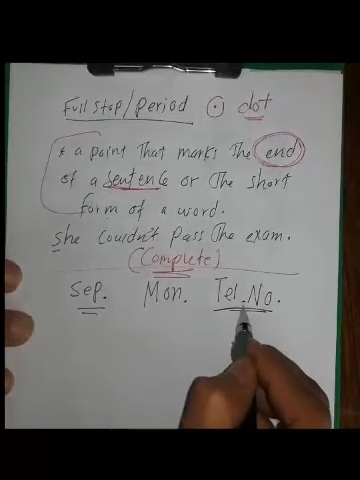 Full stop/period . dot
* a point that marks the end
of a sentence or the short
form of a word.
She couldn't pass the exam.
(Complete)
Sep. Mon. Tel.No.